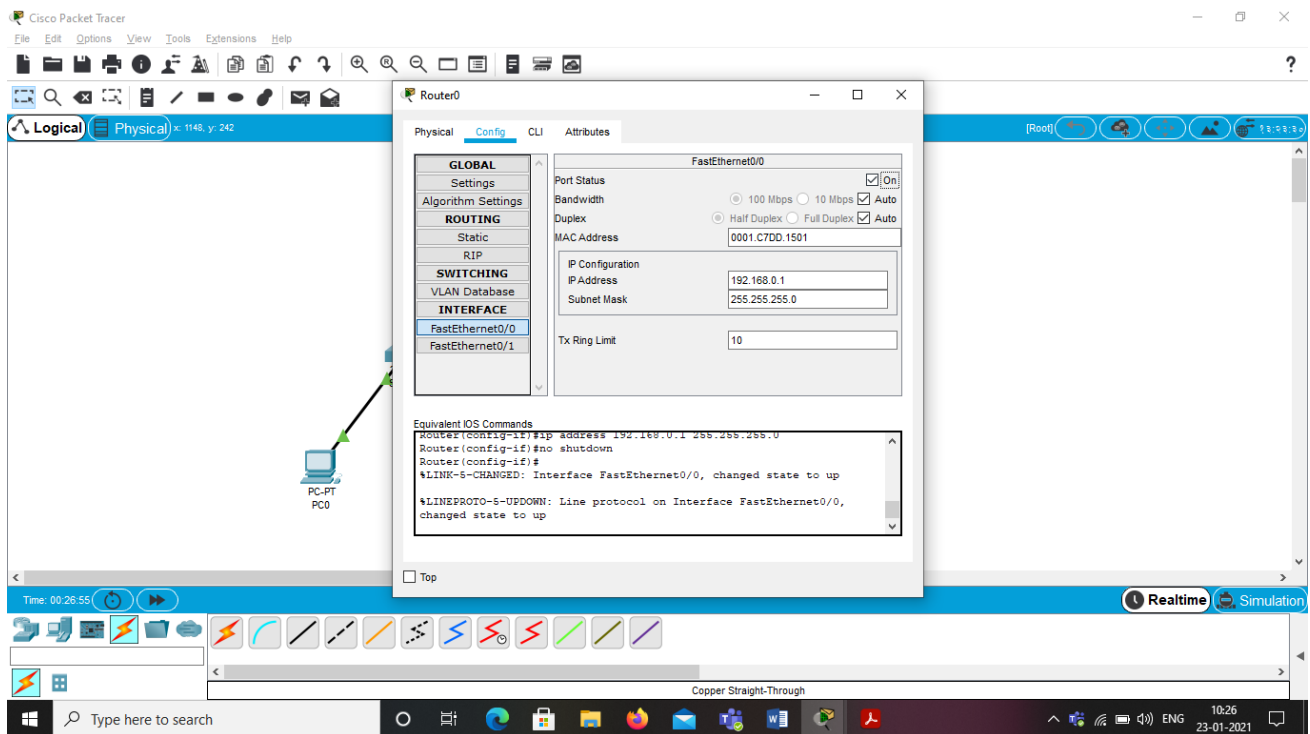 Cisco Packet Tracer
File Edit Options View Tools Extensions Help
?
Router0
Logical
Physical x: 1148, y: 242
[Root]
१३:२३:३०
Physical Config CLI Attributes
GLOBAL
Settings
Algorithm Settings
ROUTING
Static
RIP
SWITCHING
VLAN Database
INTERFACE
FastEthernet0/0
FastEthernet0/1
FastEthernet0/0
Port Status On
Bandwidth 100 Mbps 10 Mbps Auto
Duplex Half Duplex Full Duplex Auto
MAC Address 0001.C7DD.1501
IP Configuration
IP Address 192.168.0.1
Subnet Mask 255.255.255.0
Tx Ring Limit 10
Equivalent IOS Commands
Router(config-if)#ip address 192.168.0.1 255.255.255.0
Router(config-if)#no shutdown
Router(config-if)#
%LINK-5-CHANGED: Interface FastEthernet0/0, changed state to up
%LINEPROTO-5-UPDOWN: Line protocol on Interface FastEthernet0/0,
changed state to up
Top
PC-PT
PC0
Time: 00:26:55
Realtime
Simulation
Copper Straight-Through
Type here to search
ENG
10:26
23-01-2021